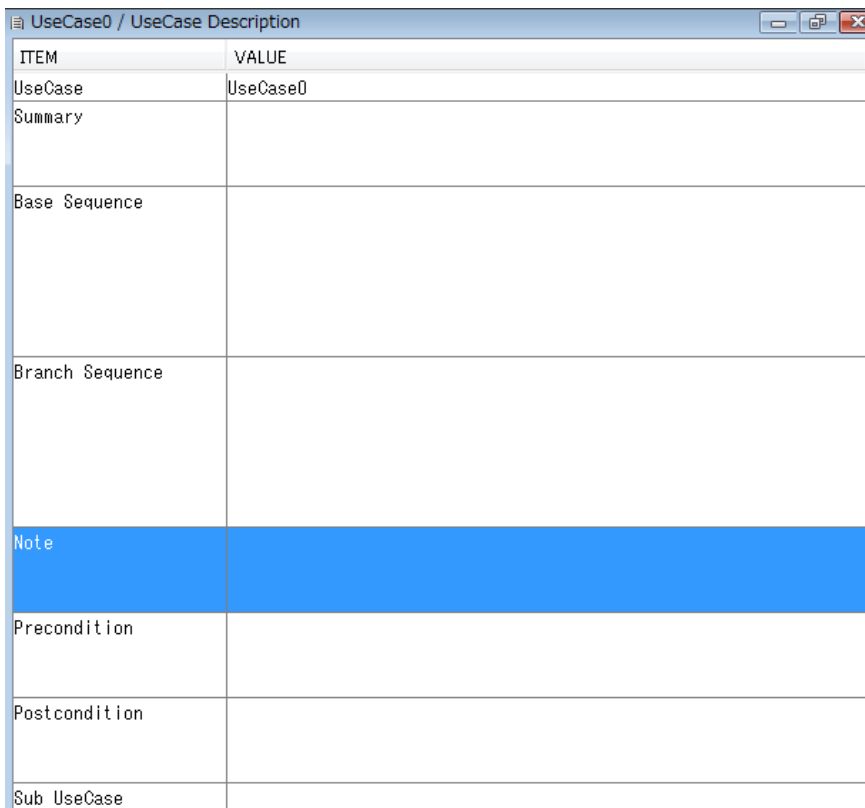 UseCase0 / UseCase Description
ITEM VALUE
UseCase UseCase0
Summary
Base Sequence
Branch Sequence
Note
Precondition
Postcondition
Sub UseCase